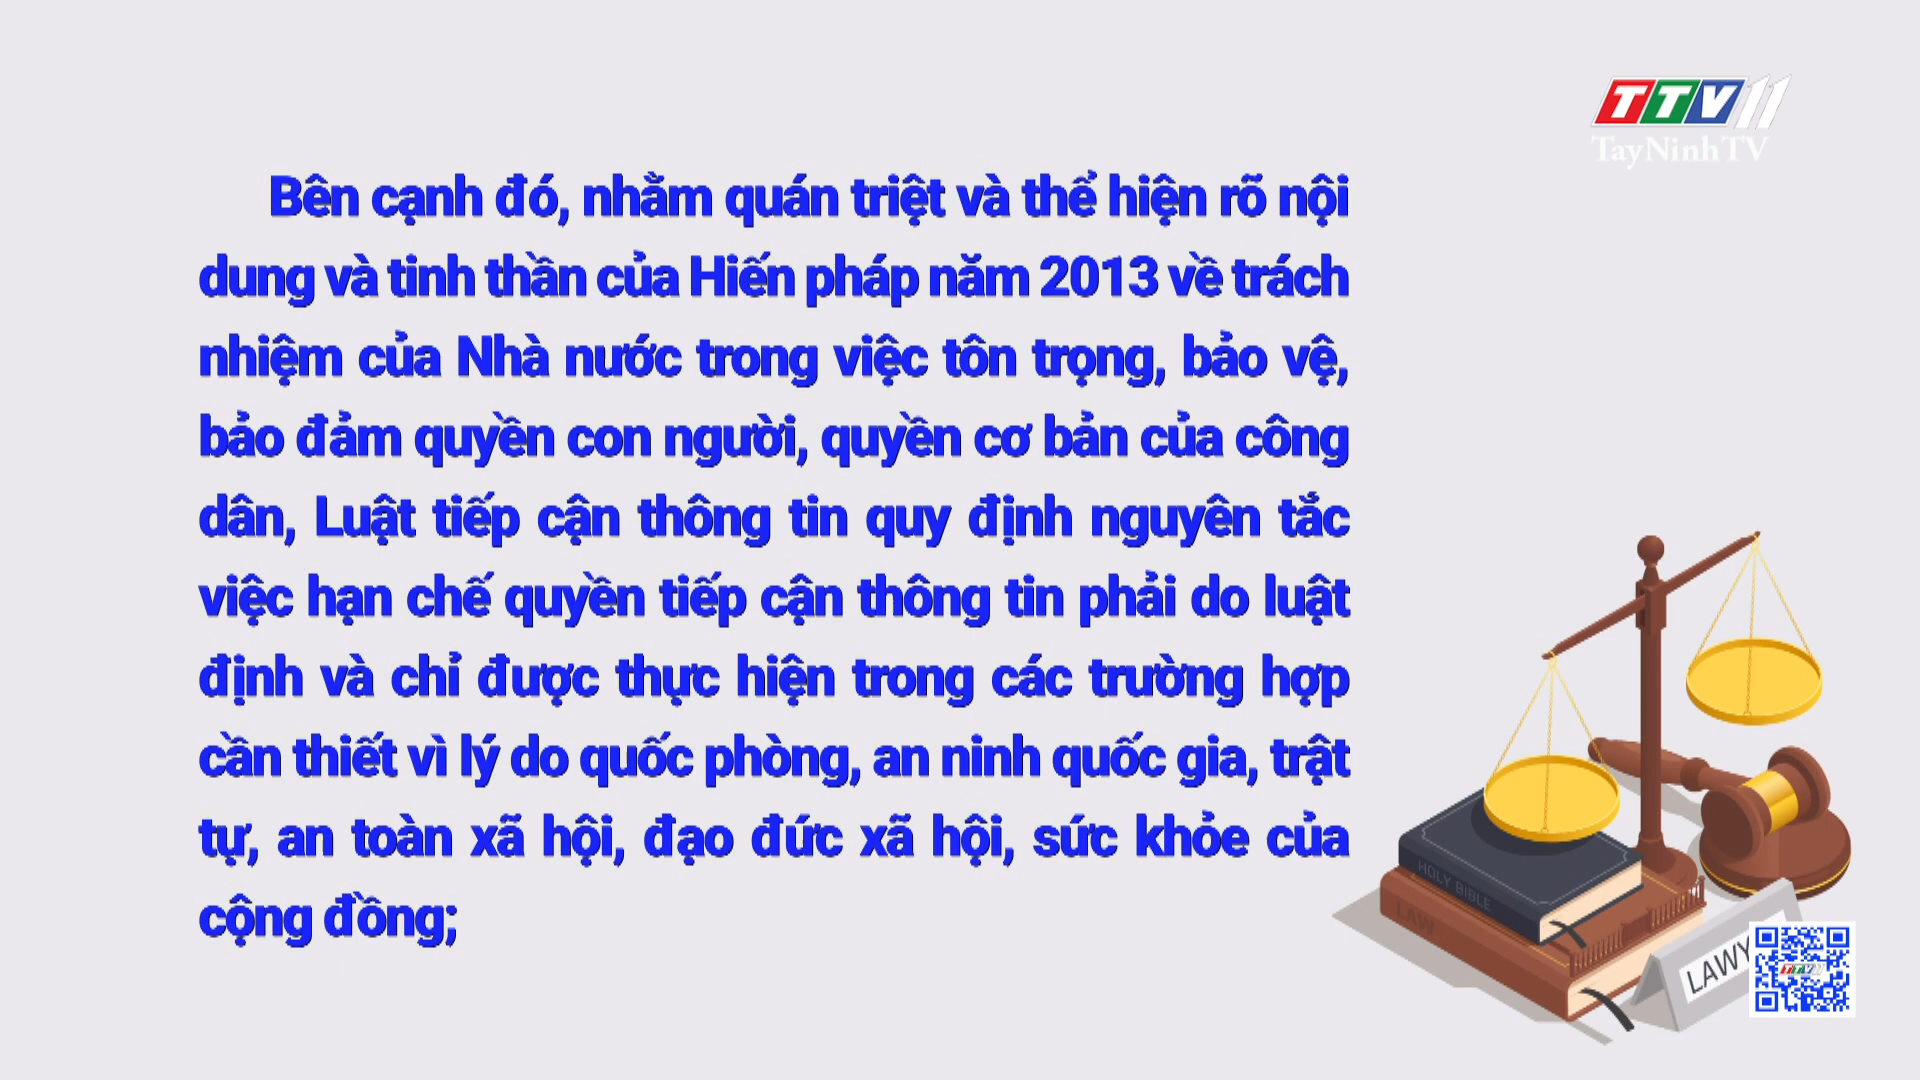 TTV11
TayNinhTV
Bên cạnh đó, nhằm quán triệt và thể hiện rõ nội
dung và tinh thần của Hiến pháp năm 2013 về trách
nhiệm của Nhà nước trong việc tôn trọng, bảo vệ,
bảo đảm quyền con người, quyền cơ bản của công
dân, Luật tiếp cận thông tin quy định nguyên tắc
việc hạn chế quyền tiếp cận thông tin phải do luật
định và chỉ được thực hiện trong các trường hợp
cần thiết vì lý do quốc phòng, an ninh quốc gia, trật
tự, an toàn xã hội, đạo đức xã hội, sức khỏe của
cộng đồng;
HOLY BIBLE
LAW
LAWY
TTV11